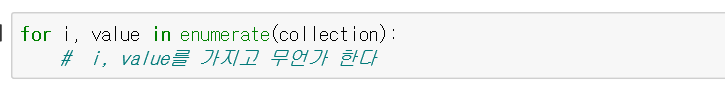 for i, value in enumerate(collection):
    #  i, value를 가지고 무언가 한다